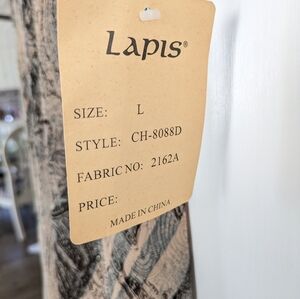 Lapis®
SIZE: L
STYLE: CH-8088D
FABRIC NO: 2162A
PRICE:
MADE IN CHINA